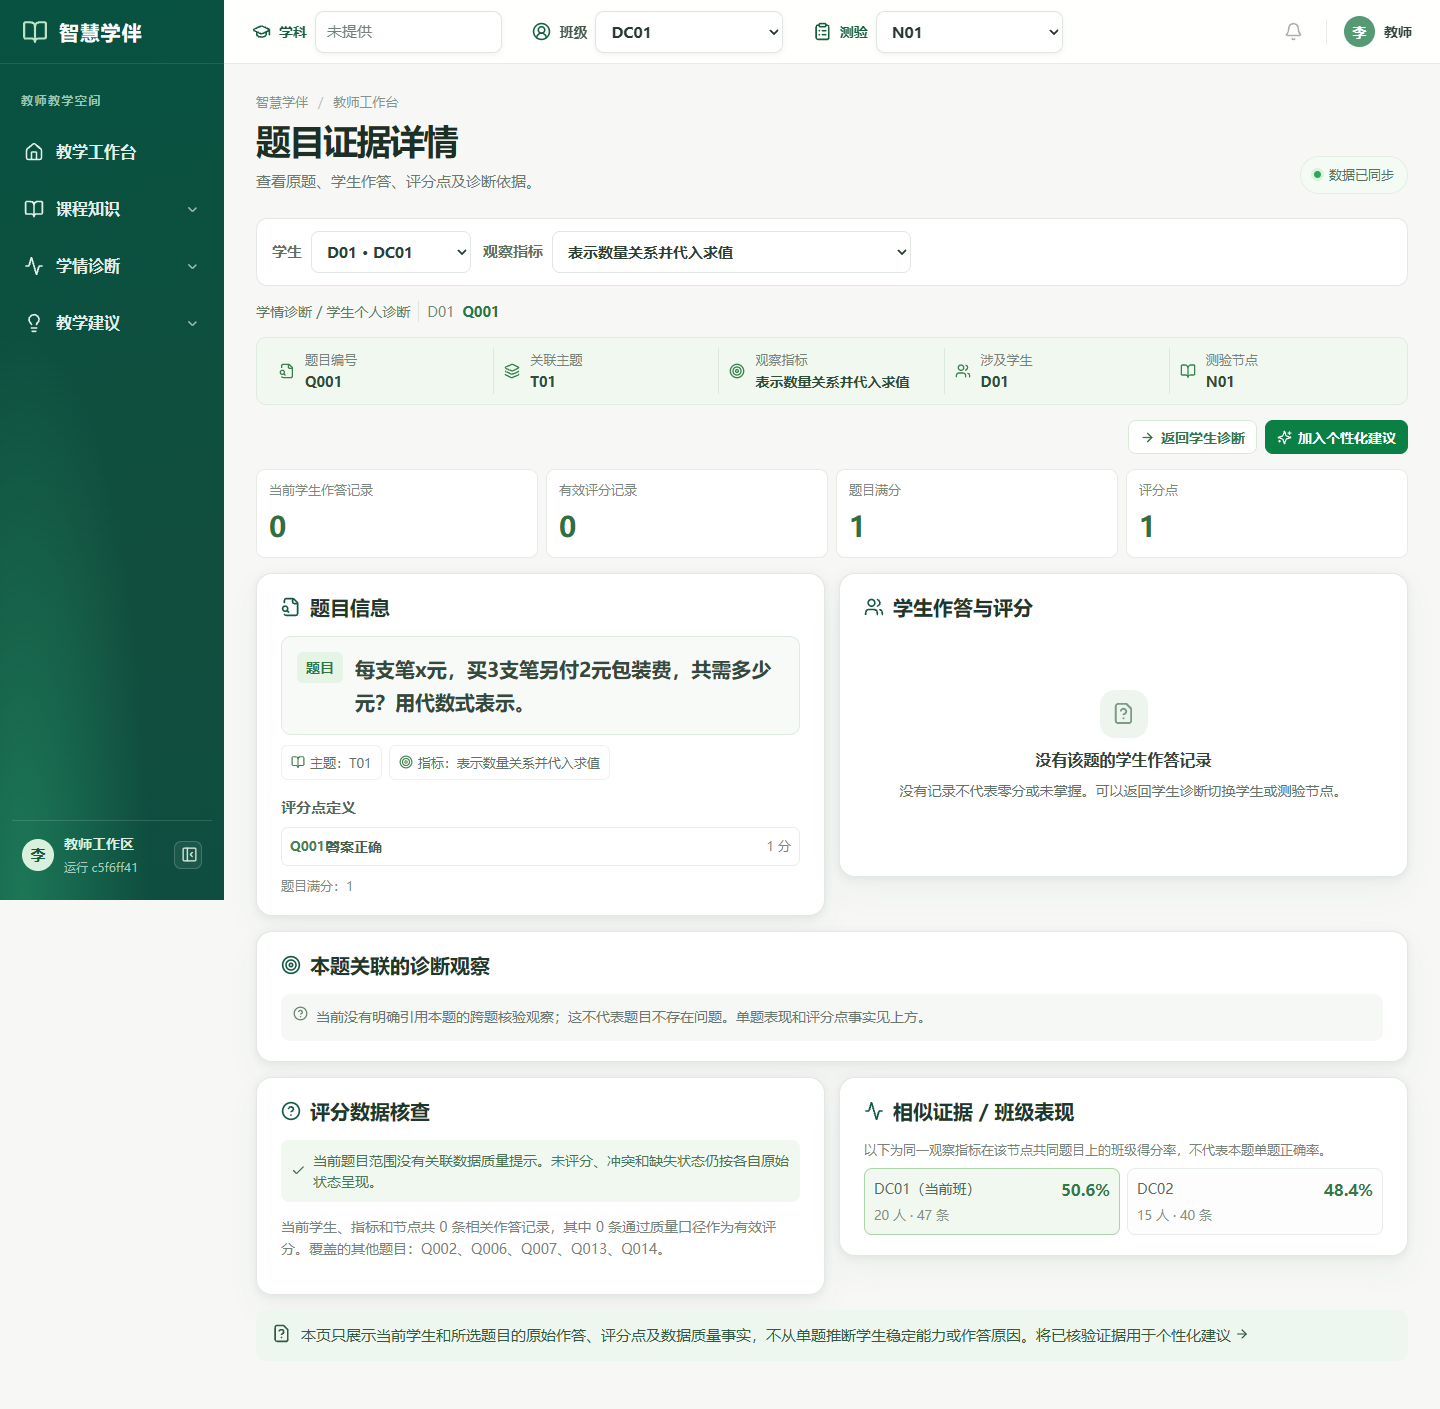 智慧学伴
学科 未提供 班级 DC01 测验 N01 李 教师
教师教学空间
教学工作台
课程知识
学情诊断
教学建议
李 教师工作区
运行 c5f6ff41
智慧学伴 / 教师工作台
题目证据详情
查看原题、学生作答、评分点及诊断依据。
数据已同步
学生 D01・DC01 观察指标 表示数量关系并代入求值
学情诊断 / 学生个人诊断 D01 Q001
题目编号
Q001
关联主题
T01
观察指标
表示数量关系并代入求值
涉及学生
D01
测验节点
N01
返回学生诊断 加入个性化建议
当前学生作答记录
0
有效评分记录
0
题目满分
1
评分点
1
题目信息
题目 每支笔x元，买3支笔另付2元包装费，共需多少
元？用代数式表示。
主题：T01 指标：表示数量关系并代入求值
评分点定义
Q001 答案正确 1 分
题目满分：1
学生作答与评分
没有该题的学生作答记录
没有记录不代表零分或未掌握。可以返回学生诊断切换学生或测验节点。
本题关联的诊断观察
当前没有明确引用本题的跨题核验观察；这不代表题目不存在问题。单题表现和评分点事实见上方。
评分数据核查
当前题目范围没有关联数据质量提示。未评分、冲突和缺失状态仍按各自原始
状态呈现。
当前学生、指标和节点共 0 条相关作答记录，其中 0 条通过质量口径作为有效评
分。覆盖的其他题目：Q002、Q006、Q007、Q013、Q014。
相似证据 / 班级表现
以下为同一观察指标在该节点共同题目上的班级得分率，不代表本题单题正确率。
DC01（当前班） 50.6%
20 人 · 47 条
DC02 48.4%
15 人 · 40 条
本页只展示当前学生和所选题目的原始作答、评分点及数据质量事实，不从单题推断学生稳定能力或作答原因。将已核验证据用于个性化建议